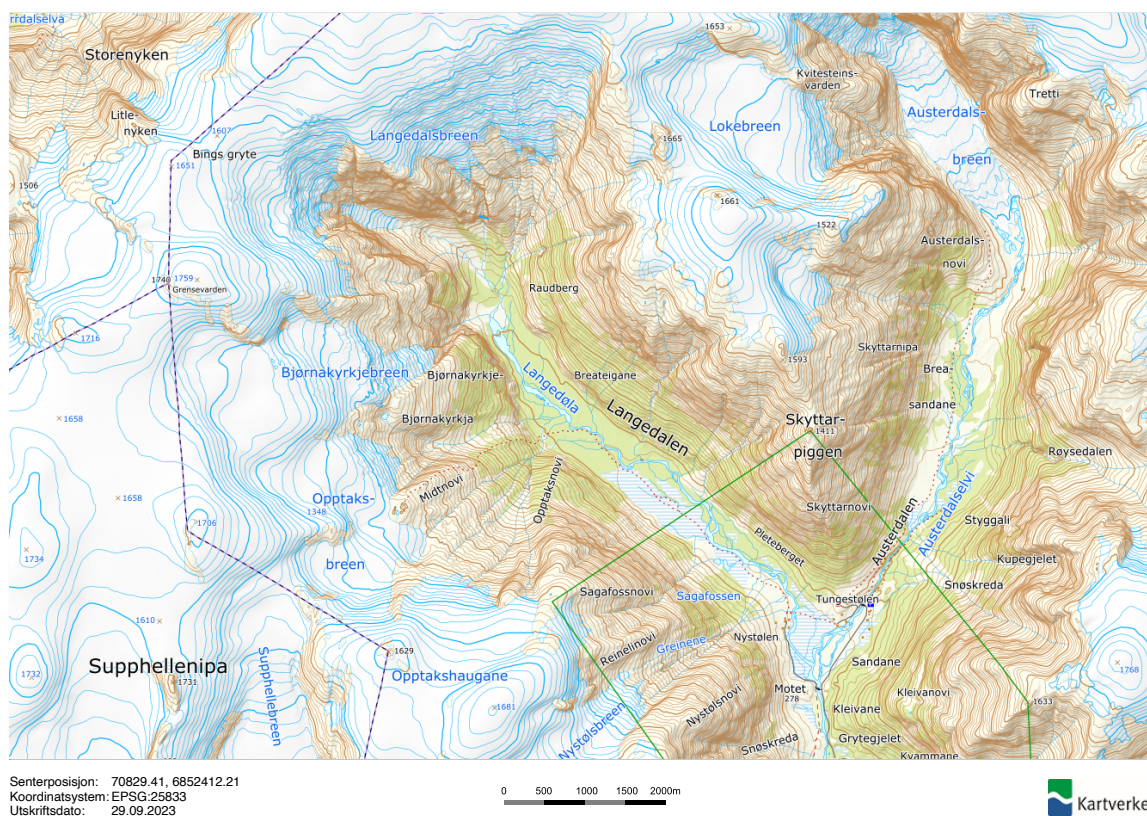 rrdalselva
Storenyken
1653
Kvitesteins-
varden
Tretti
Austerdals-
breen
Litle-
nyken
1607
Langedalsbreen
Lokebreen
Bings gryte
1665
1651
1506
1661
1522
Austerdals-
novi
1740
1759
Grensevarden
Raudberg
1716
1593
Skyttarnipa
Bjørnakyrkjebreen
Bjørnakyrkje-
Langedøla
Breateigane
Brea-
sandane
1658
Bjørnakyrkja
Langedalen
Skyttar-
1411
piggen
Røysedalen
Midtnovi
Opptaksnovi
1658
Opptaks-
1348
breen
Skyttarnovi
Austerdalen
Austerdalselvi
1706
Styggali
1734
Pleteberget
Kupegjelet
Snøskreda
Sagafossnovi
Sagafossen
Tungestølen
1610
Reinelinovi
Greinene
Nystølen
1629
Supphellenipa
1732
1731
Supphellebreen
Opptakshaugane
Sandane
1768
Motet
278
Kleivanovi
1633
1681
Nystølsbreen
Nystølsnovi
Kleivane
Snøskreda
Grytegjelet
Kvammane
Senterposisjon: 70829.41, 6852412.21
Koordinatsystem: EPSG:25833
Utskriftsdato: 29.09.2023
0 500 1000 1500 2000m
Kartverke